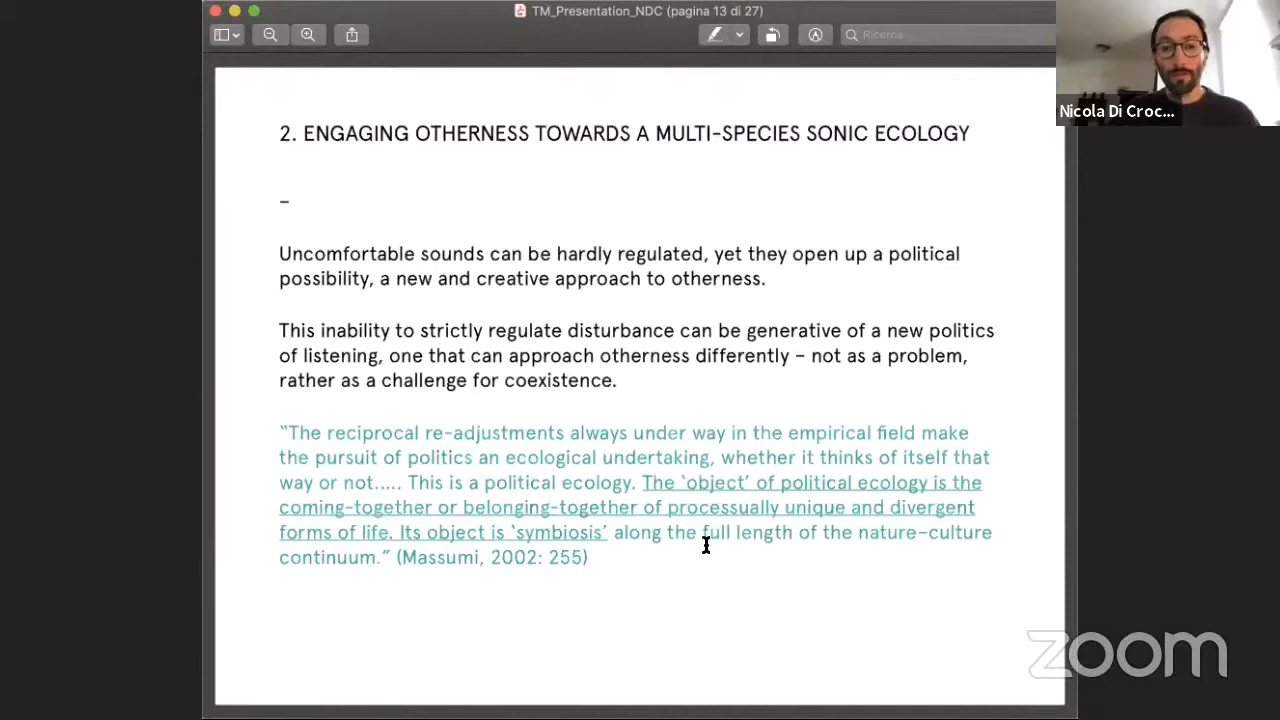 TM_Presentation_NDC (pagina 13 di 27)
Ricerca
Nicola Di Croc...
2. ENGAGING OTHERNESS TOWARDS A MULTI-SPECIES SONIC ECOLOGY
–
Uncomfortable sounds can be hardly regulated, yet they open up a political
possibility, a new and creative approach to otherness.
This inability to strictly regulate disturbance can be generative of a new politics
of listening, one that can approach otherness differently – not as a problem,
rather as a challenge for coexistence.
“The reciprocal re-adjustments always under way in the empirical field make
the pursuit of politics an ecological undertaking, whether it thinks of itself that
way or not..... This is a political ecology. The ‘object’ of political ecology is the
coming-together or belonging-together of processually unique and divergent
forms of life. Its object is ‘symbiosis’ along the full length of the nature–culture
continuum.” (Massumi, 2002: 255)
zoom